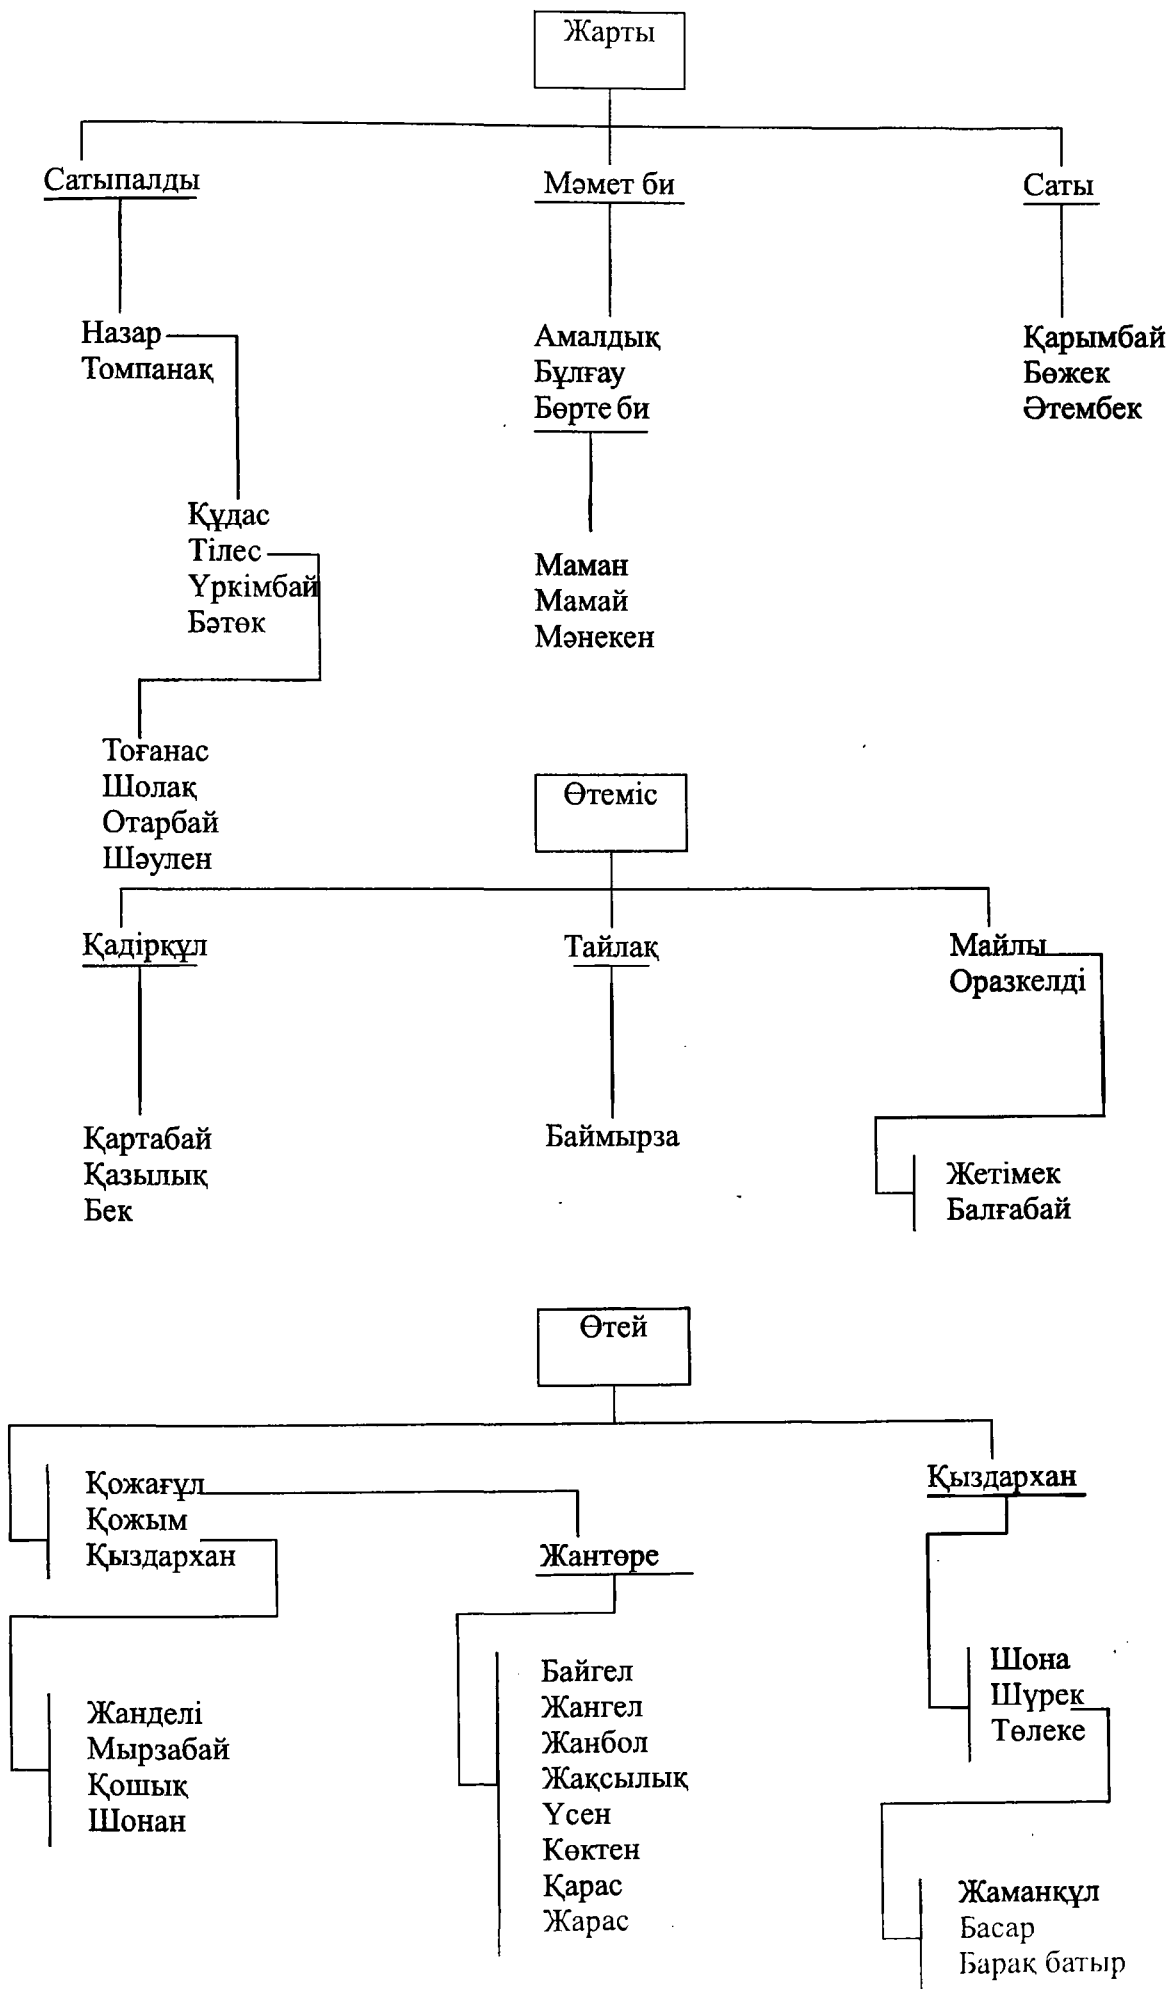 Жарты
Сатыпалды
Мәмет би
Саты
Назар
Томпанақ
Амалдық
Бұлғау
Бөрте би
Қарымбай
Бөжек
Әтембек
Құдас
Тілес
Үркімбай
Бәтөк
Маман
Мамай
Мәнекен
Тоғанас
Шолақ
Отарбай
Шәулен
Өтеміс
Қадірқұл
Тайлақ
Майлы
Оразкелді
Қартабай
Қазылық
Бек
Баймырза
Жетімек
Балғабай
Өтей
Қожағұл
Қожым
Қыздархан
Жантөре
Қыздархан
Жанделі
Мырзабай
Қошық
Шонан
Байгел
Жангел
Жанбол
Жақсылық
Үсен
Көктен
Қарас
Жарас
Шона
Шүрек
Төлеке
Жаманқұл
Басар
Барақ батыр